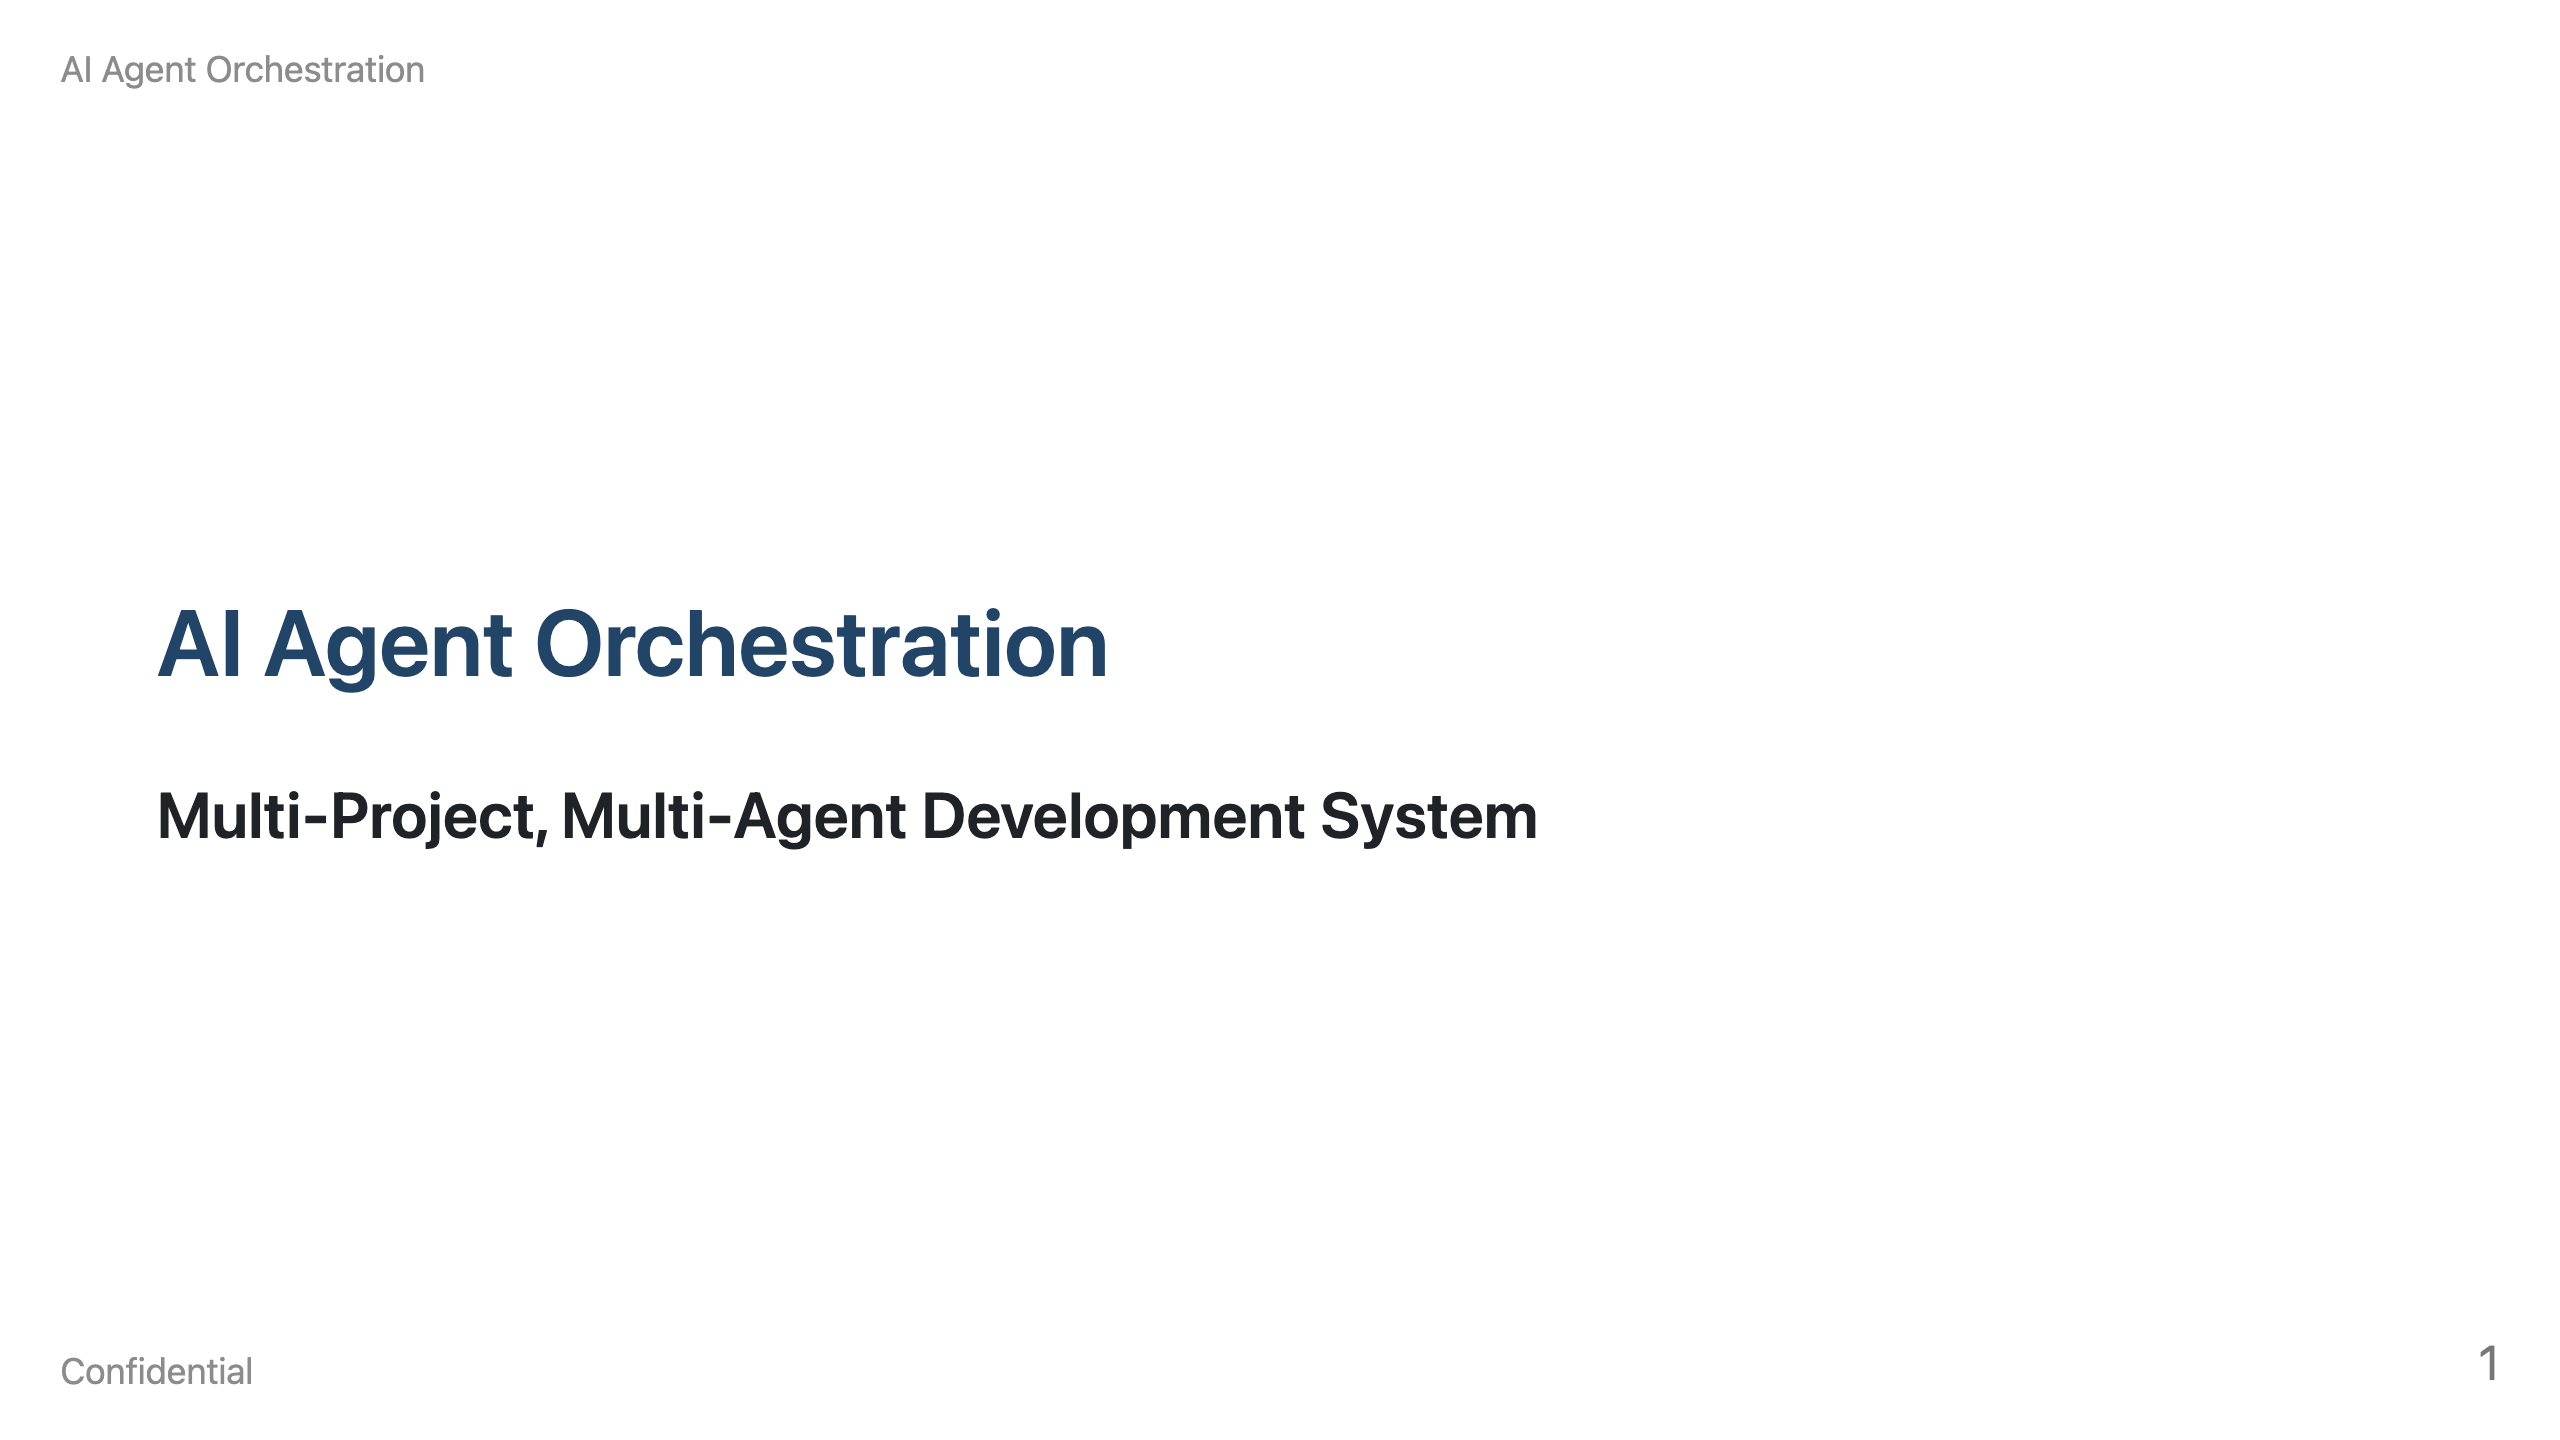 AI Agent Orchestration
AI Agent Orchestration
Multi-Project, Multi-Agent Development System
Confidential
1